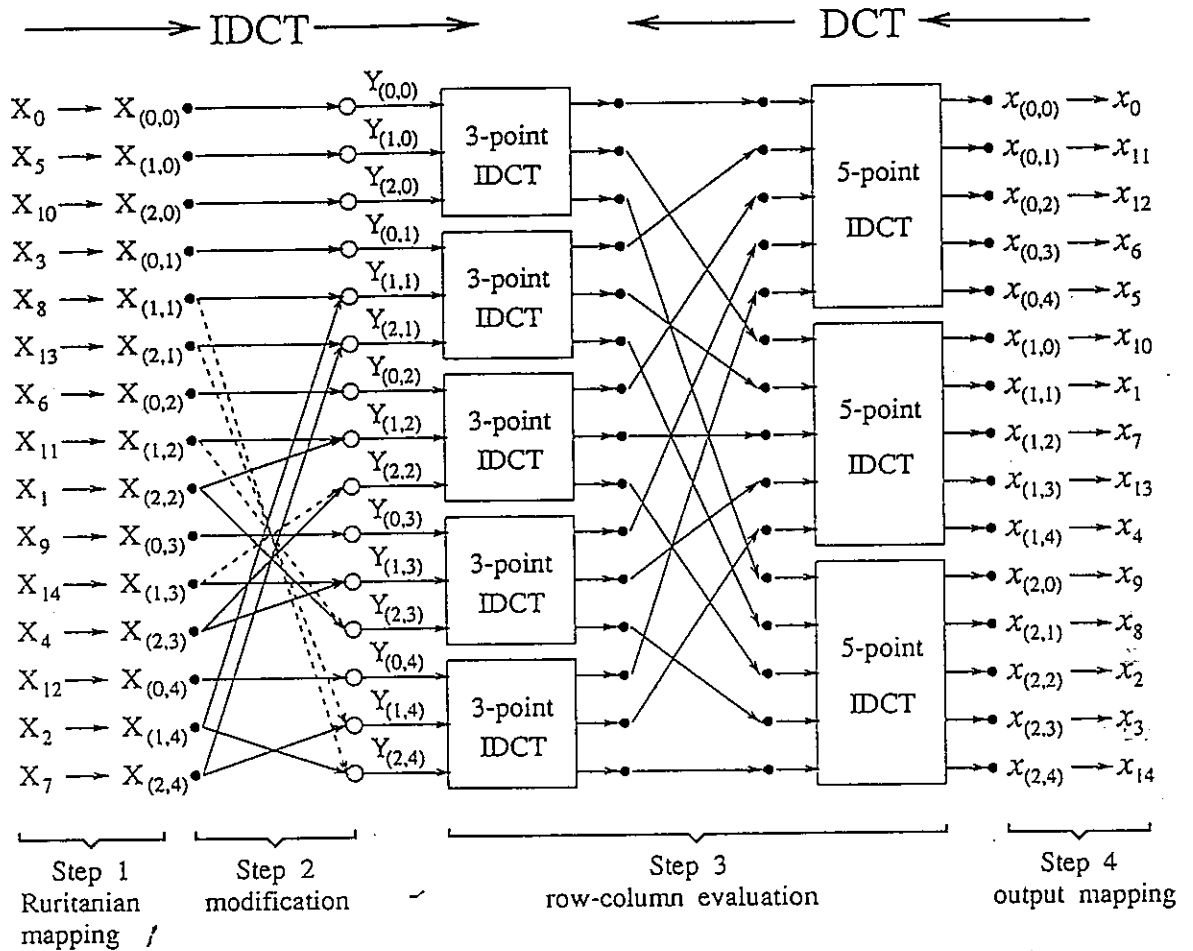 IDCT DCT
Y(0,0)
X0 X(0,0) x(0,0) x0
Y(1,0) 3-point
X5 X(1,0) IDCT x(0,1) x11
Y(2,0) 5-point
X10 X(2,0) IDCT x(0,2) x12
Y(0,1)
X3 X(0,1) 3-point x(0,3) x6
Y(1,1) IDCT
X8 X(1,1) x(0,4) x5
Y(2,1)
X13 X(2,1) x(1,0) x10
Y(0,2)
X6 X(0,2) 3-point x(1,1) x1
Y(1,2) IDCT 5-point
X11 X(1,2) IDCT x(1,2) x7
Y(2,2)
X1 X(2,2) x(1,3) x13
Y(0,3)
X9 X(0,3) 3-point x(1,4) x4
Y(1,3) IDCT
X14 X(1,3) x(2,0) x9
Y(2,3)
X4 X(2,3) x(2,1) x8
Y(0,4) 5-point
X12 X(0,4) 3-point IDCT x(2,2) x2
Y(1,4) IDCT
X2 X(1,4) x(2,3) x3
Y(2,4)
X7 X(2,4) x(2,4) x14
Step 1 Step 2 Step 3 Step 4
Ruritanian modification row-column evaluation output mapping
mapping